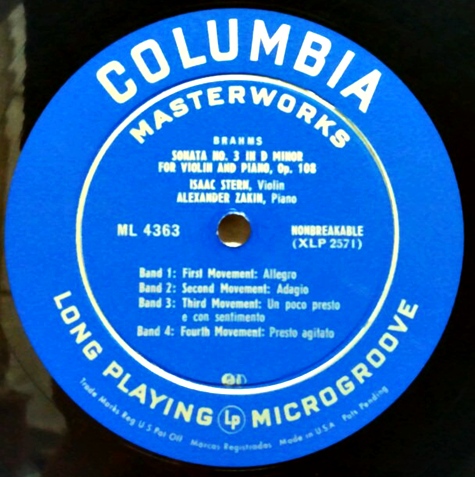 COLUMBIA
MASTERWORKS
BRAHMS
SONATA NO. 3 IN D MINOR
FOR VIOLIN AND PIANO, Op. 108
ISAAC STERN, Violin
ALEXANDER ZAKIN, Piano
ML 4363
NONBREAKABLE
(XLP 2571)
Band 1: First Movement: Allegro
Band 2: Second Movement: Adagio
Band 3: Third Movement: Un poco presto
e con sentimento
Band 4: Fourth Movement: Presto agitato
LONG PLAYING Lp MICROGROOVE
Trade Marks Reg U S Pat Off Marcas Registradas Made in U.S.A Pats Pending